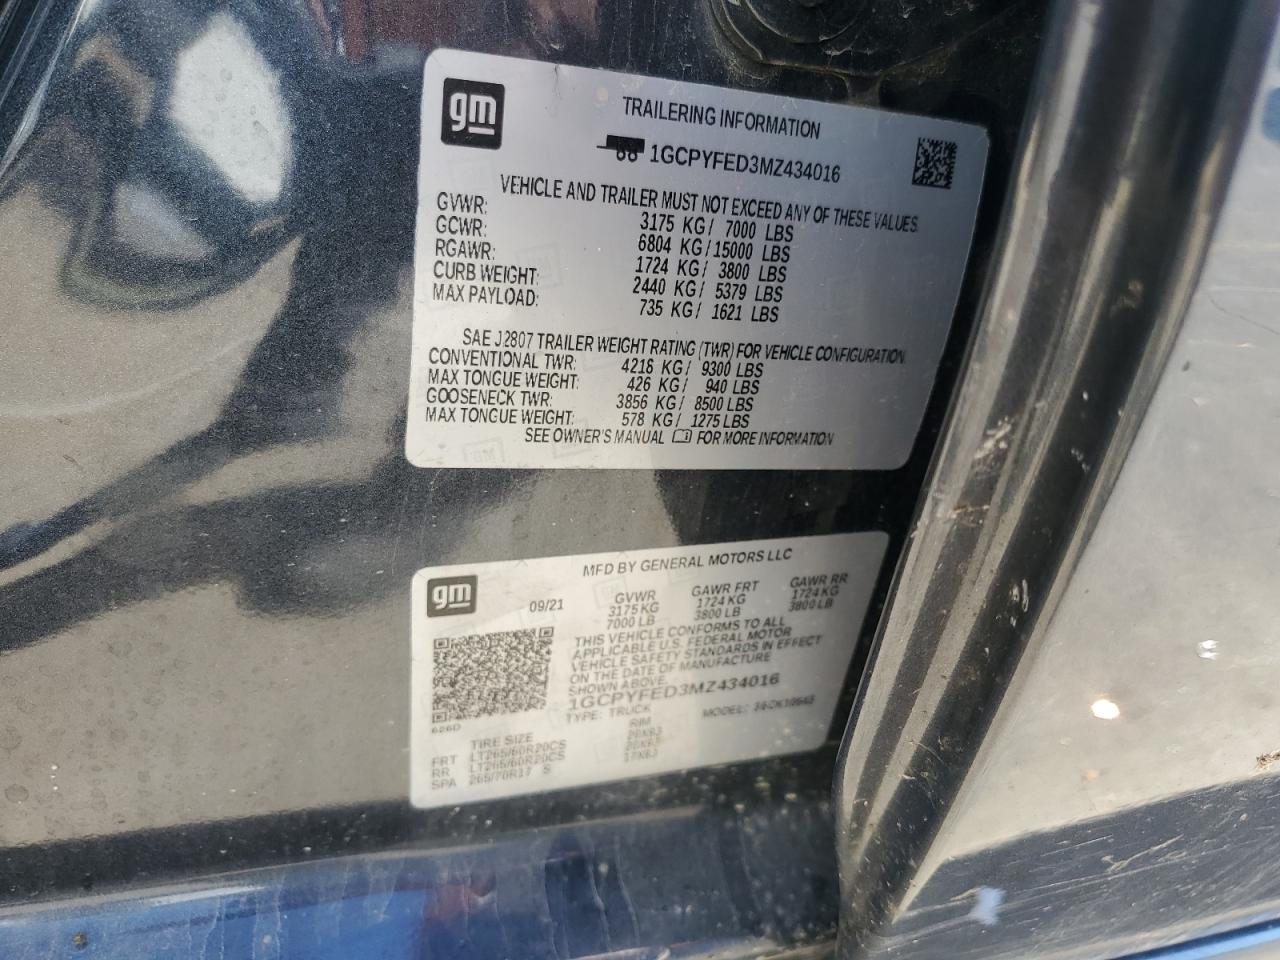 gm
TRAILERING INFORMATION
1GCPYFED3MZ434016
VEHICLE AND TRAILER MUST NOT EXCEED ANY OF THESE VALUES.
GVWR: 3175 KG/ 7000 LBS
GCWR: 6804 KG/15000 LBS
RGAWR: 1724 KG/ 3800 LBS
CURB WEIGHT: 2440 KG/ 5379 LBS
MAX PAYLOAD: 735 KG/ 1621 LBS
SAE J2807 TRAILER WEIGHT RATING (TWR) FOR VEHICLE CONFIGURATION
CONVENTIONAL TWR: 4218 KG/ 9300 LBS
MAX TONGUE WEIGHT: 426 KG/ 940 LBS
GOOSENECK TWR: 3856 KG/ 8500 LBS
MAX TONGUE WEIGHT: 578 KG/ 1275 LBS
SEE OWNER'S MANUAL FOR MORE INFORMATION
gm
MFD BY GENERAL MOTORS LLC
09/21
GVWR GAWR FRT GAWR RR
3175 KG 1724 KG 1724 KG
7000 LB 3800 LB 3800 LB
THIS VEHICLE CONFORMS TO ALL
APPLICABLE U.S. FEDERAL MOTOR
VEHICLE SAFETY STANDARDS IN EFFECT
ON THE DATE OF MANUFACTURE
SHOWN ABOVE.
1GCPYFED3MZ434016
TYPE: TRUCK MODEL:
626D
TIRE SIZE RIM
FRT LT265/60R20CS
RR LT265/60R20CS
SPA 265/70R17 S